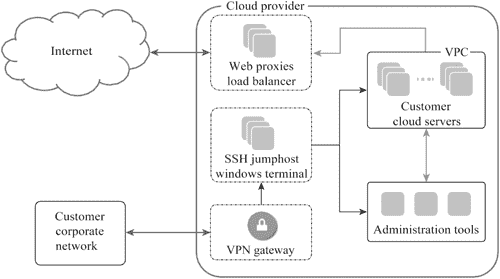 Cloud provider
Internet
Web proxies
load balancer
VPC
Customer
cloud servers
SSH jumphost
windows terminal
Customer
corporate
network
VPN gateway
Administration tools